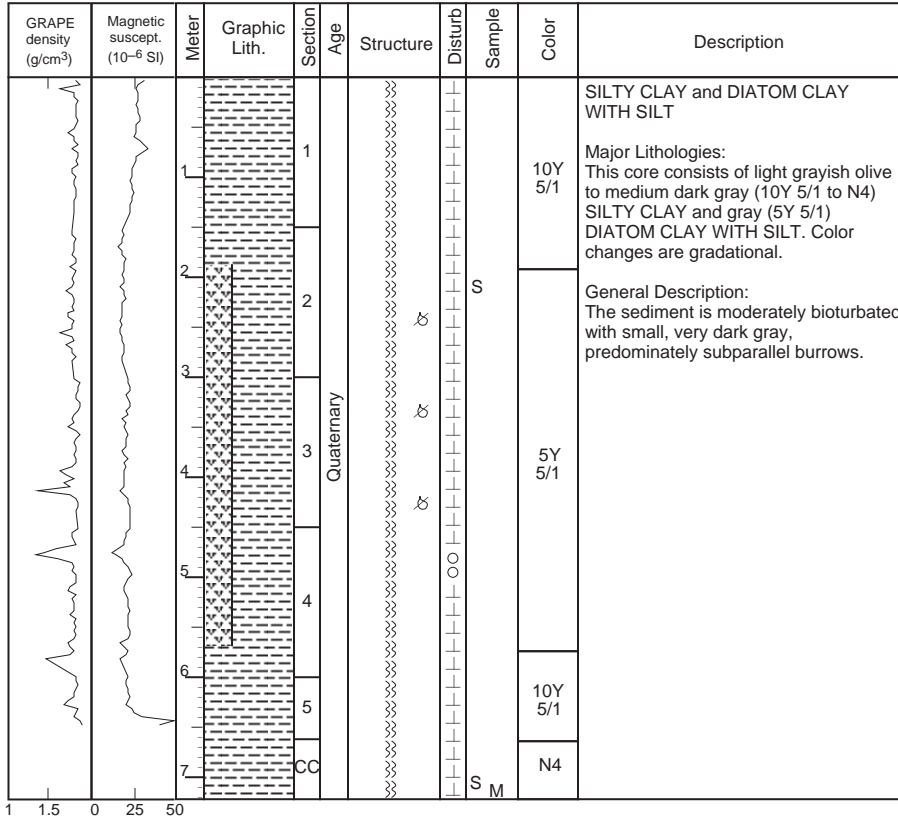 GRAPE
density
(g/cm3)
Magnetic
suscept.
(10–6 SI)
Meter
Graphic
Lith.
Section
Age
Structure
Disturb
Sample
Color
Description
1
2
3
4
5
6
7
1
2
3
4
5
CC
Quaternary
S
S
M
10Y
5/1
5Y
5/1
10Y
5/1
N4
SILTY CLAY and DIATOM CLAY
WITH SILT
Major Lithologies:
This core consists of light grayish olive
to medium dark gray (10Y 5/1 to N4)
SILTY CLAY and gray (5Y 5/1)
DIATOM CLAY WITH SILT. Color
changes are gradational.
General Description:
The sediment is moderately bioturbated
with small, very dark gray,
predominately subparallel burrows.
1 1.5 0 25 50